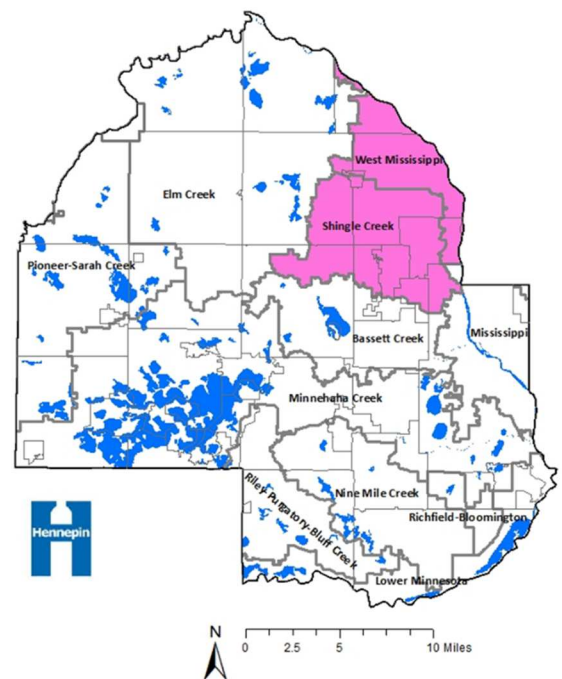 West Mississippi
Elm Creek
Shingle Creek
Pioneer-Sarah Creek
Mississippi
Bassett Creek
Minnehaha Creek
Nine Mile Creek
Riley-Purgatory-Bluff Creek
Richfield-Bloomington
Lower Minnesota
Hennepin
N
0 2.5 5 10 Miles